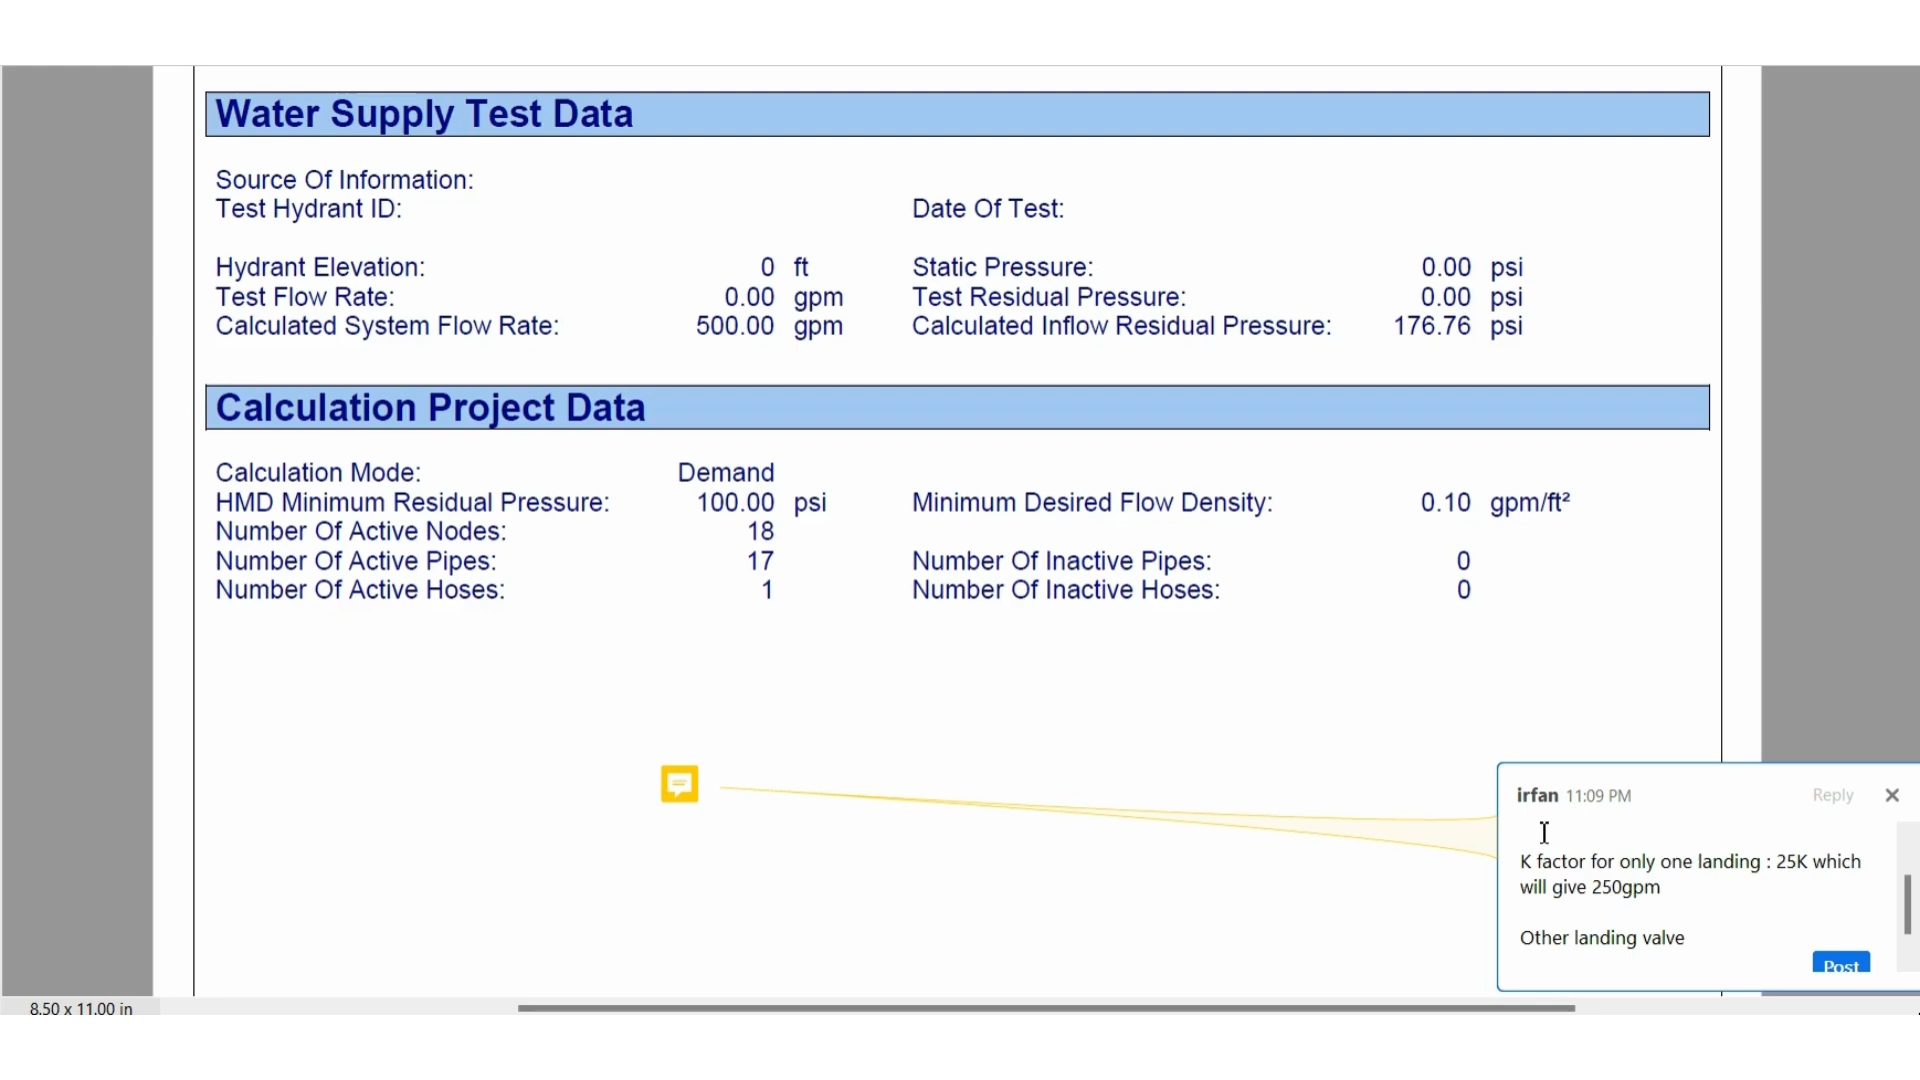 Water Supply Test Data
Source Of Information:
Test Hydrant ID: Date Of Test:
Hydrant Elevation: 0 ft Static Pressure: 0.00 psi
Test Flow Rate: 0.00 gpm Test Residual Pressure: 0.00 psi
Calculated System Flow Rate: 500.00 gpm Calculated Inflow Residual Pressure: 176.76 psi
Calculation Project Data
Calculation Mode: Demand
HMD Minimum Residual Pressure: 100.00 psi Minimum Desired Flow Density: 0.10 gpm/ft²
Number Of Active Nodes: 18
Number Of Active Pipes: 17 Number Of Inactive Pipes: 0
Number Of Active Hoses: 1 Number Of Inactive Hoses: 0
irfan 11:09 PM Reply
K factor for only one landing : 25K which
will give 250gpm
Other landing valve
Post
8.50 x 11.00 in